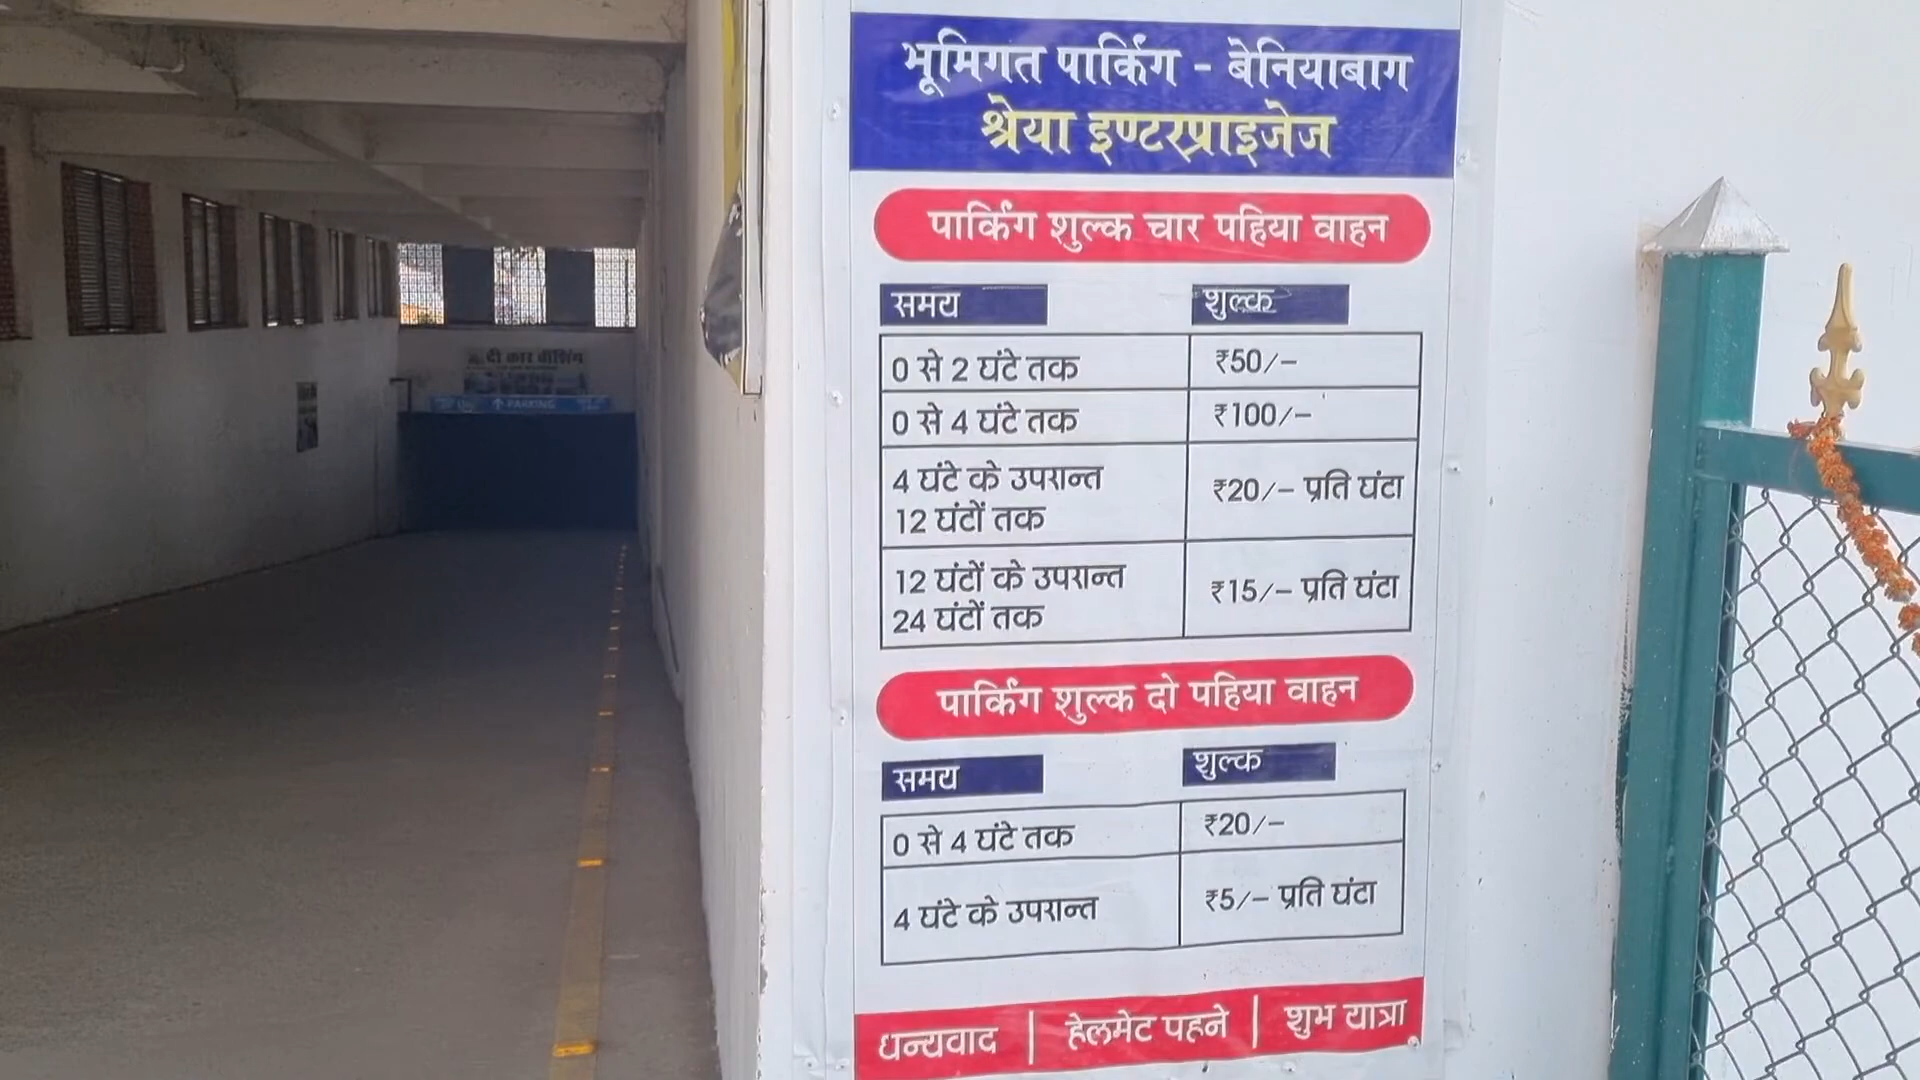 भूमिगत पार्किंग - बेनियाबाग
श्रेया इण्टरप्राइजेज
पार्किंग शुल्क चार पहिया वाहन
समय शुल्क
0 से 2 घंटे तक ₹50/-
0 से 4 घंटे तक ₹100/-
4 घंटे के उपरान्त
12 घंटों तक
₹20/- प्रति घंटा
12 घंटों के उपरान्त
24 घंटों तक
₹15/- प्रति घंटा
पार्किंग शुल्क दो पहिया वाहन
समय शुल्क
0 से 4 घंटे तक ₹20/-
4 घंटे के उपरान्त ₹5/- प्रति घंटा
धन्यवाद | हेलमेट पहने | शुभ यात्रा
दी कार वॉशिंग
PARKING